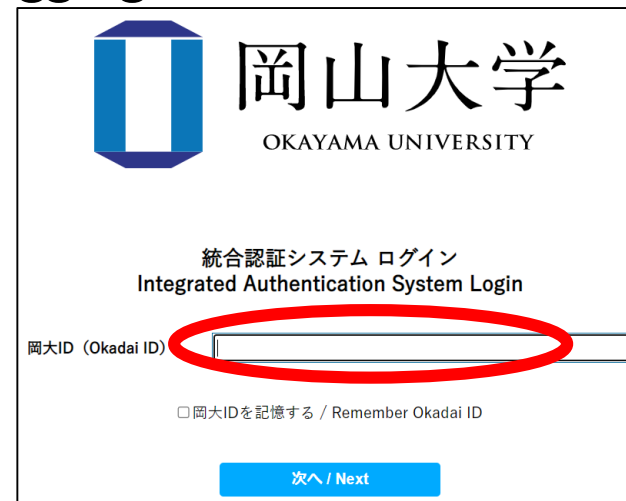 岡山大学
OKAYAMA UNIVERSITY
統合認証システム ログイン
Integrated Authentication System Login
岡大ID（Okadai ID）
岡大IDを記憶する / Remember Okadai ID
次へ / Next